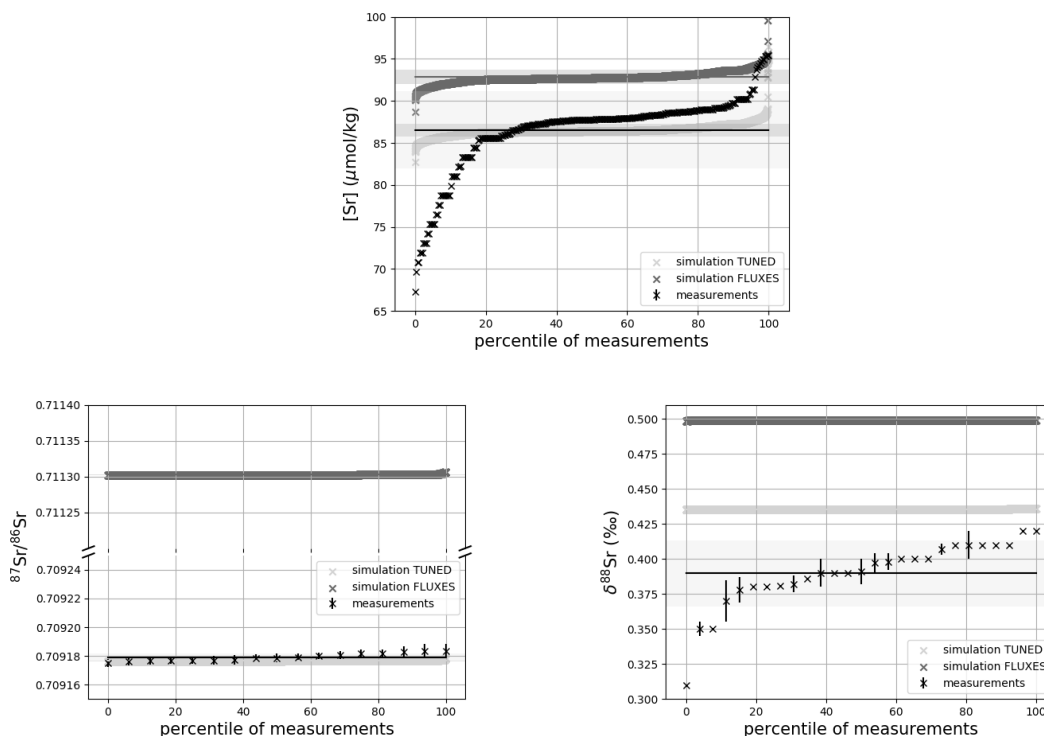 100
95
90
85
80
75
70
65
[Sr] (μmol/kg)
simulation TUNED
simulation FLUXES
measurements
0 20 40 60 80 100
percentile of measurements
0.71140
0.71135
0.71130
0.71125
0.70924
0.70922
0.70920
0.70918
0.70916
⁸⁷Sr/⁸⁶Sr
simulation TUNED
simulation FLUXES
measurements
0 20 40 60 80 100
percentile of measurements
0.500
0.475
0.450
0.425
0.400
0.375
0.350
0.325
0.300
δ⁸⁸Sr (‰)
simulation TUNED
simulation FLUXES
measurements
0 20 40 60 80 100
percentile of measurements